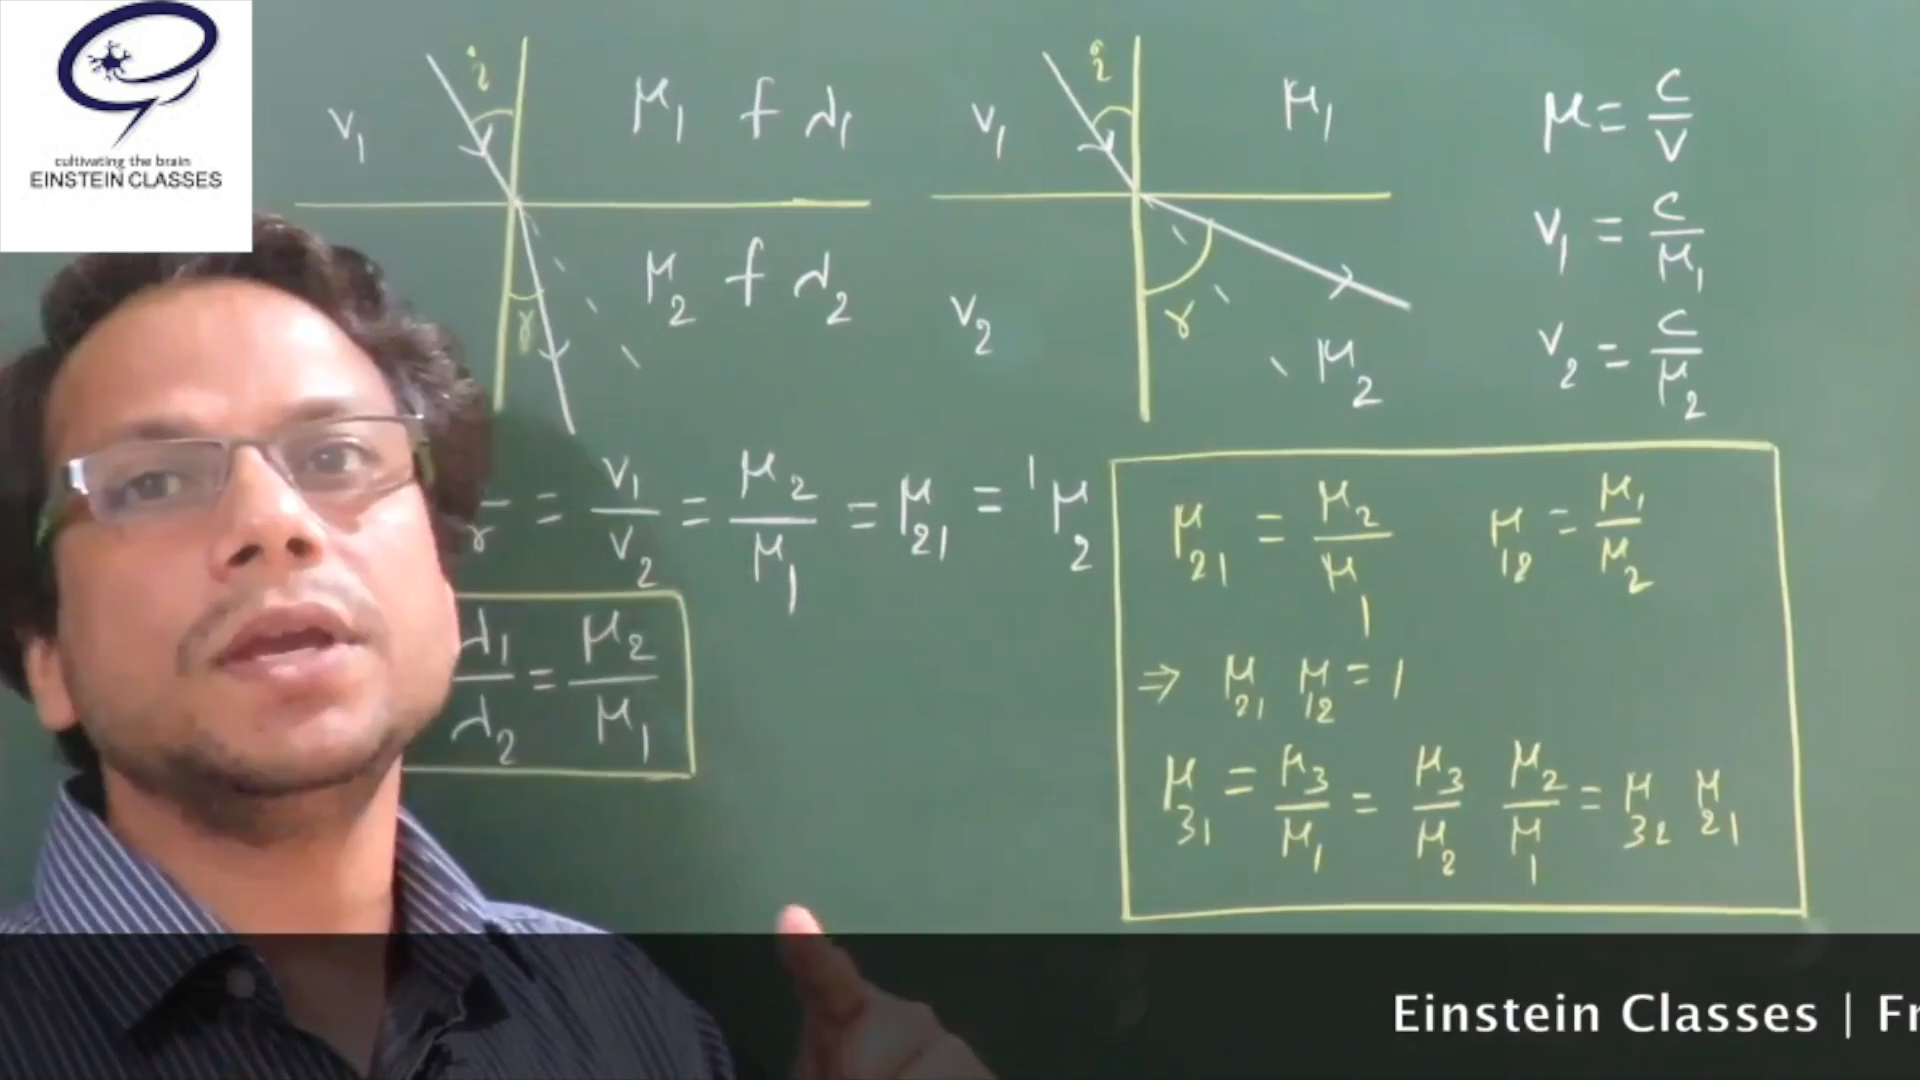 cultivating the brain
EINSTEIN CLASSES
i
v₁
μ₁ f λ₁
μ₂ f λ₂
r
i
v₁
μ₁
v₂
r
μ₂
μ = c/v
v₁ = c/μ₁
v₂ = c/μ₂
r = v₁/v₂ = μ₂/μ₁ = μ₂₁ = ¹μ₂
λ₁/λ₂ = μ₂/μ₁
μ₂₁ = μ₂/μ₁ μ₁₂ = μ₁/μ₂
⇒ μ₂₁ μ₁₂ = 1
μ₃₁ = μ₃/μ₁ = μ₃/μ₂ μ₂/μ₁ = μ₃₂ μ₂₁
Einstein Classes | Fr